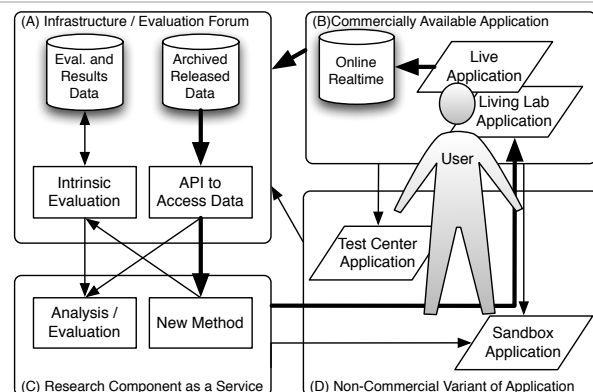 (A) Infrastructure / Evaluation Forum
Eval. and
Results
Data
Archived
Released
Data
Intrinsic
Evaluation
API to
Access Data
(B)Commercially Available Application
Online
Realtime
Live
Application
Living Lab
Application
User
Test Center
Application
Analysis /
Evaluation
New Method
(C) Research Component as a Service
Sandbox
Application
(D) Non-Commercial Variant of Application